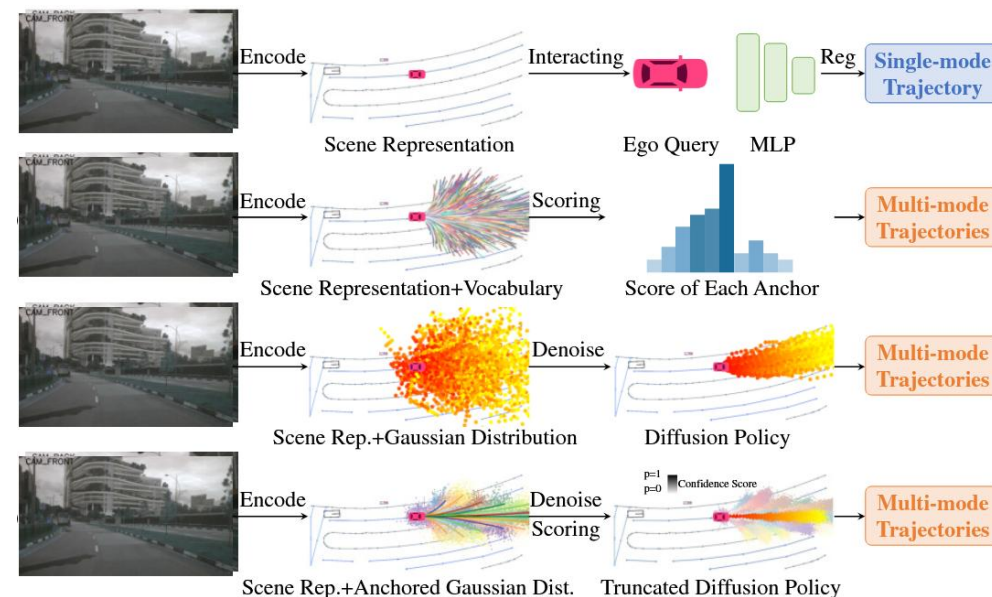 CAM_FRONT
Encode
Interacting
Reg
Single-mode
Trajectory
Scene Representation
Ego Query
MLP
CAM_FRONT
Encode
Scoring
Multi-mode
Trajectories
Scene Representation+Vocabulary
Score of Each Anchor
CAM_FRONT
Encode
Denoise
Multi-mode
Trajectories
Scene Rep.+Gaussian Distribution
Diffusion Policy
CAM_FRONT
Encode
Denoise
Scoring
p=1
p=0
Confidence Score
Multi-mode
Trajectories
Scene Rep.+Anchored Gaussian Dist.
Truncated Diffusion Policy